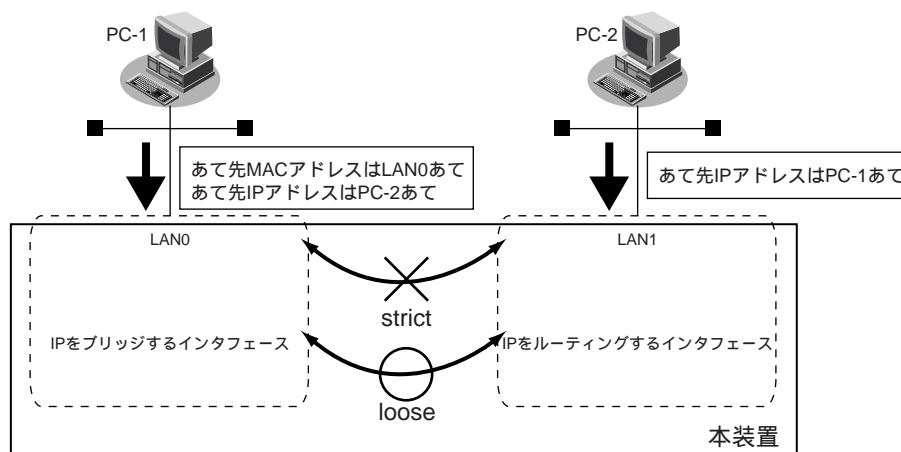 PC-1
PC-2
あて先MACアドレスはLAN0あて
あて先IPアドレスはPC-2あて
あて先IPアドレスはPC-1あて
LAN0
LAN1
strict
IPをブリッジするインタフェース
IPをルーティングするインタフェース
loose
本装置